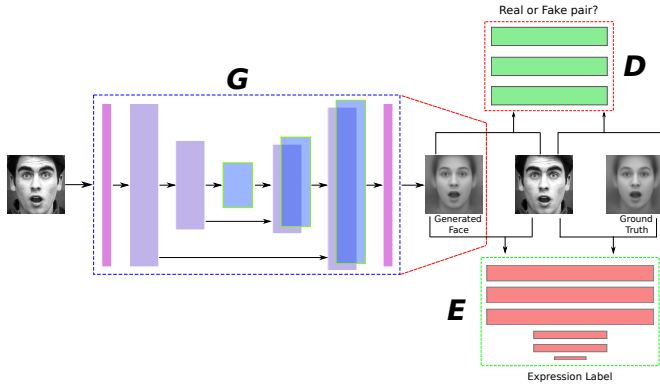 Real or Fake pair?
G
D
Generated
Face
Ground
Truth
E
Expression Label